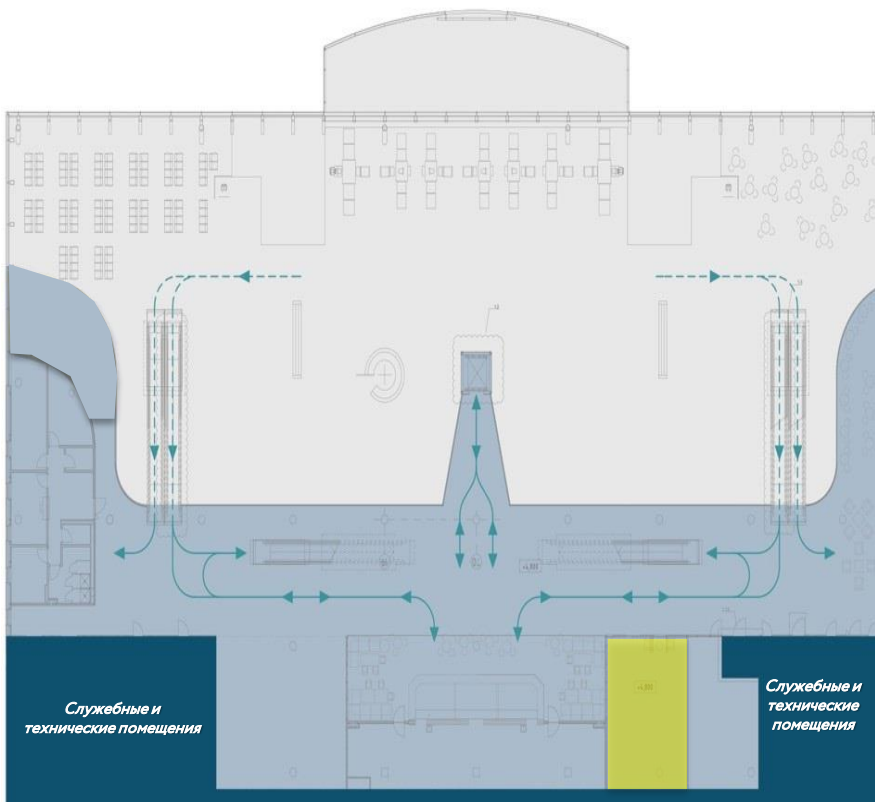 Служебные и
технические помещения
Служебные и
технические
помещения